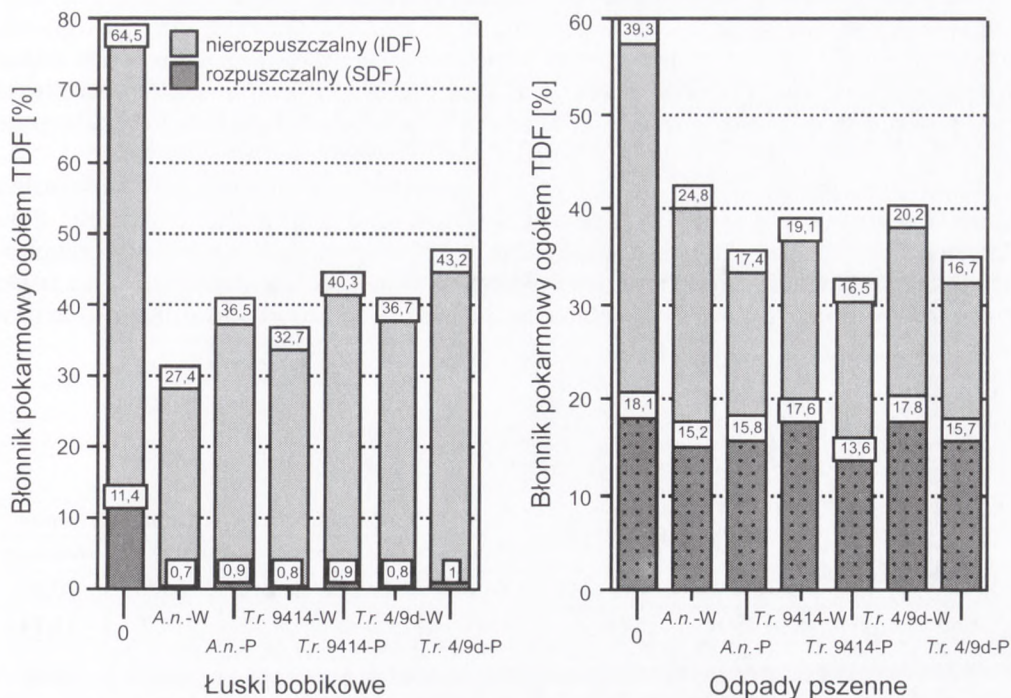 Błonnik pokarmowy ogółem TDF [%]
80
70
60
50
40
30
20
10
0
nierozpuszczalny (IDF)
rozpuszczalny (SDF)
64,5
11,4
27,4
0,7
36,5
0,9
32,7
0,8
40,3
0,9
36,7
0,8
43,2
1
0
A.n.-W
A.n.-P
T.r. 9414-W
T.r. 9414-P
T.r. 4/9d-W
T.r. 4/9d-P
Łuski bobikowe
Błonnik pokarmowy ogółem TDF [%]
60
50
40
30
20
10
0
39,3
18,1
24,8
15,2
17,4
15,8
19,1
17,6
16,5
13,6
20,2
17,8
16,7
15,7
0
A.n.-W
A.n.-P
T.r. 9414-W
T.r. 9414-P
T.r. 4/9d-W
T.r. 4/9d-P
Odpady pszenne